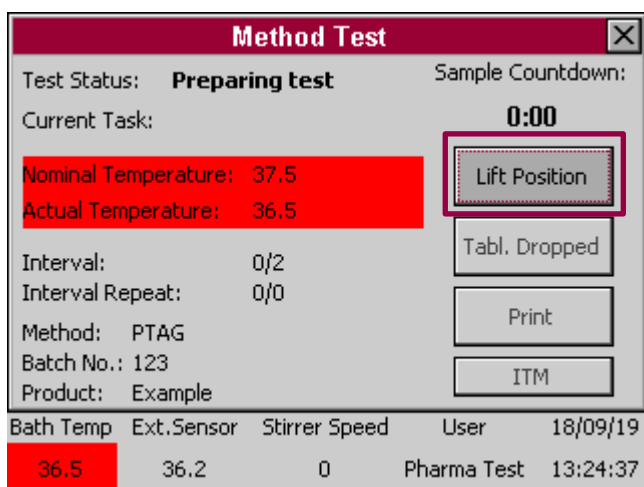 Method Test
Test Status: Preparing test
Sample Countdown:
Current Task:
0:00
Nominal Temperature: 37.5
Lift Position
Actual Temperature: 36.5
Tabl. Dropped
Interval: 0/2
Interval Repeat: 0/0
Print
Method: PTAG
Batch No.: 123
ITM
Product: Example
Bath Temp Ext.Sensor Stirrer Speed User 18/09/19
36.5 36.2 0 Pharma Test 13:24:37